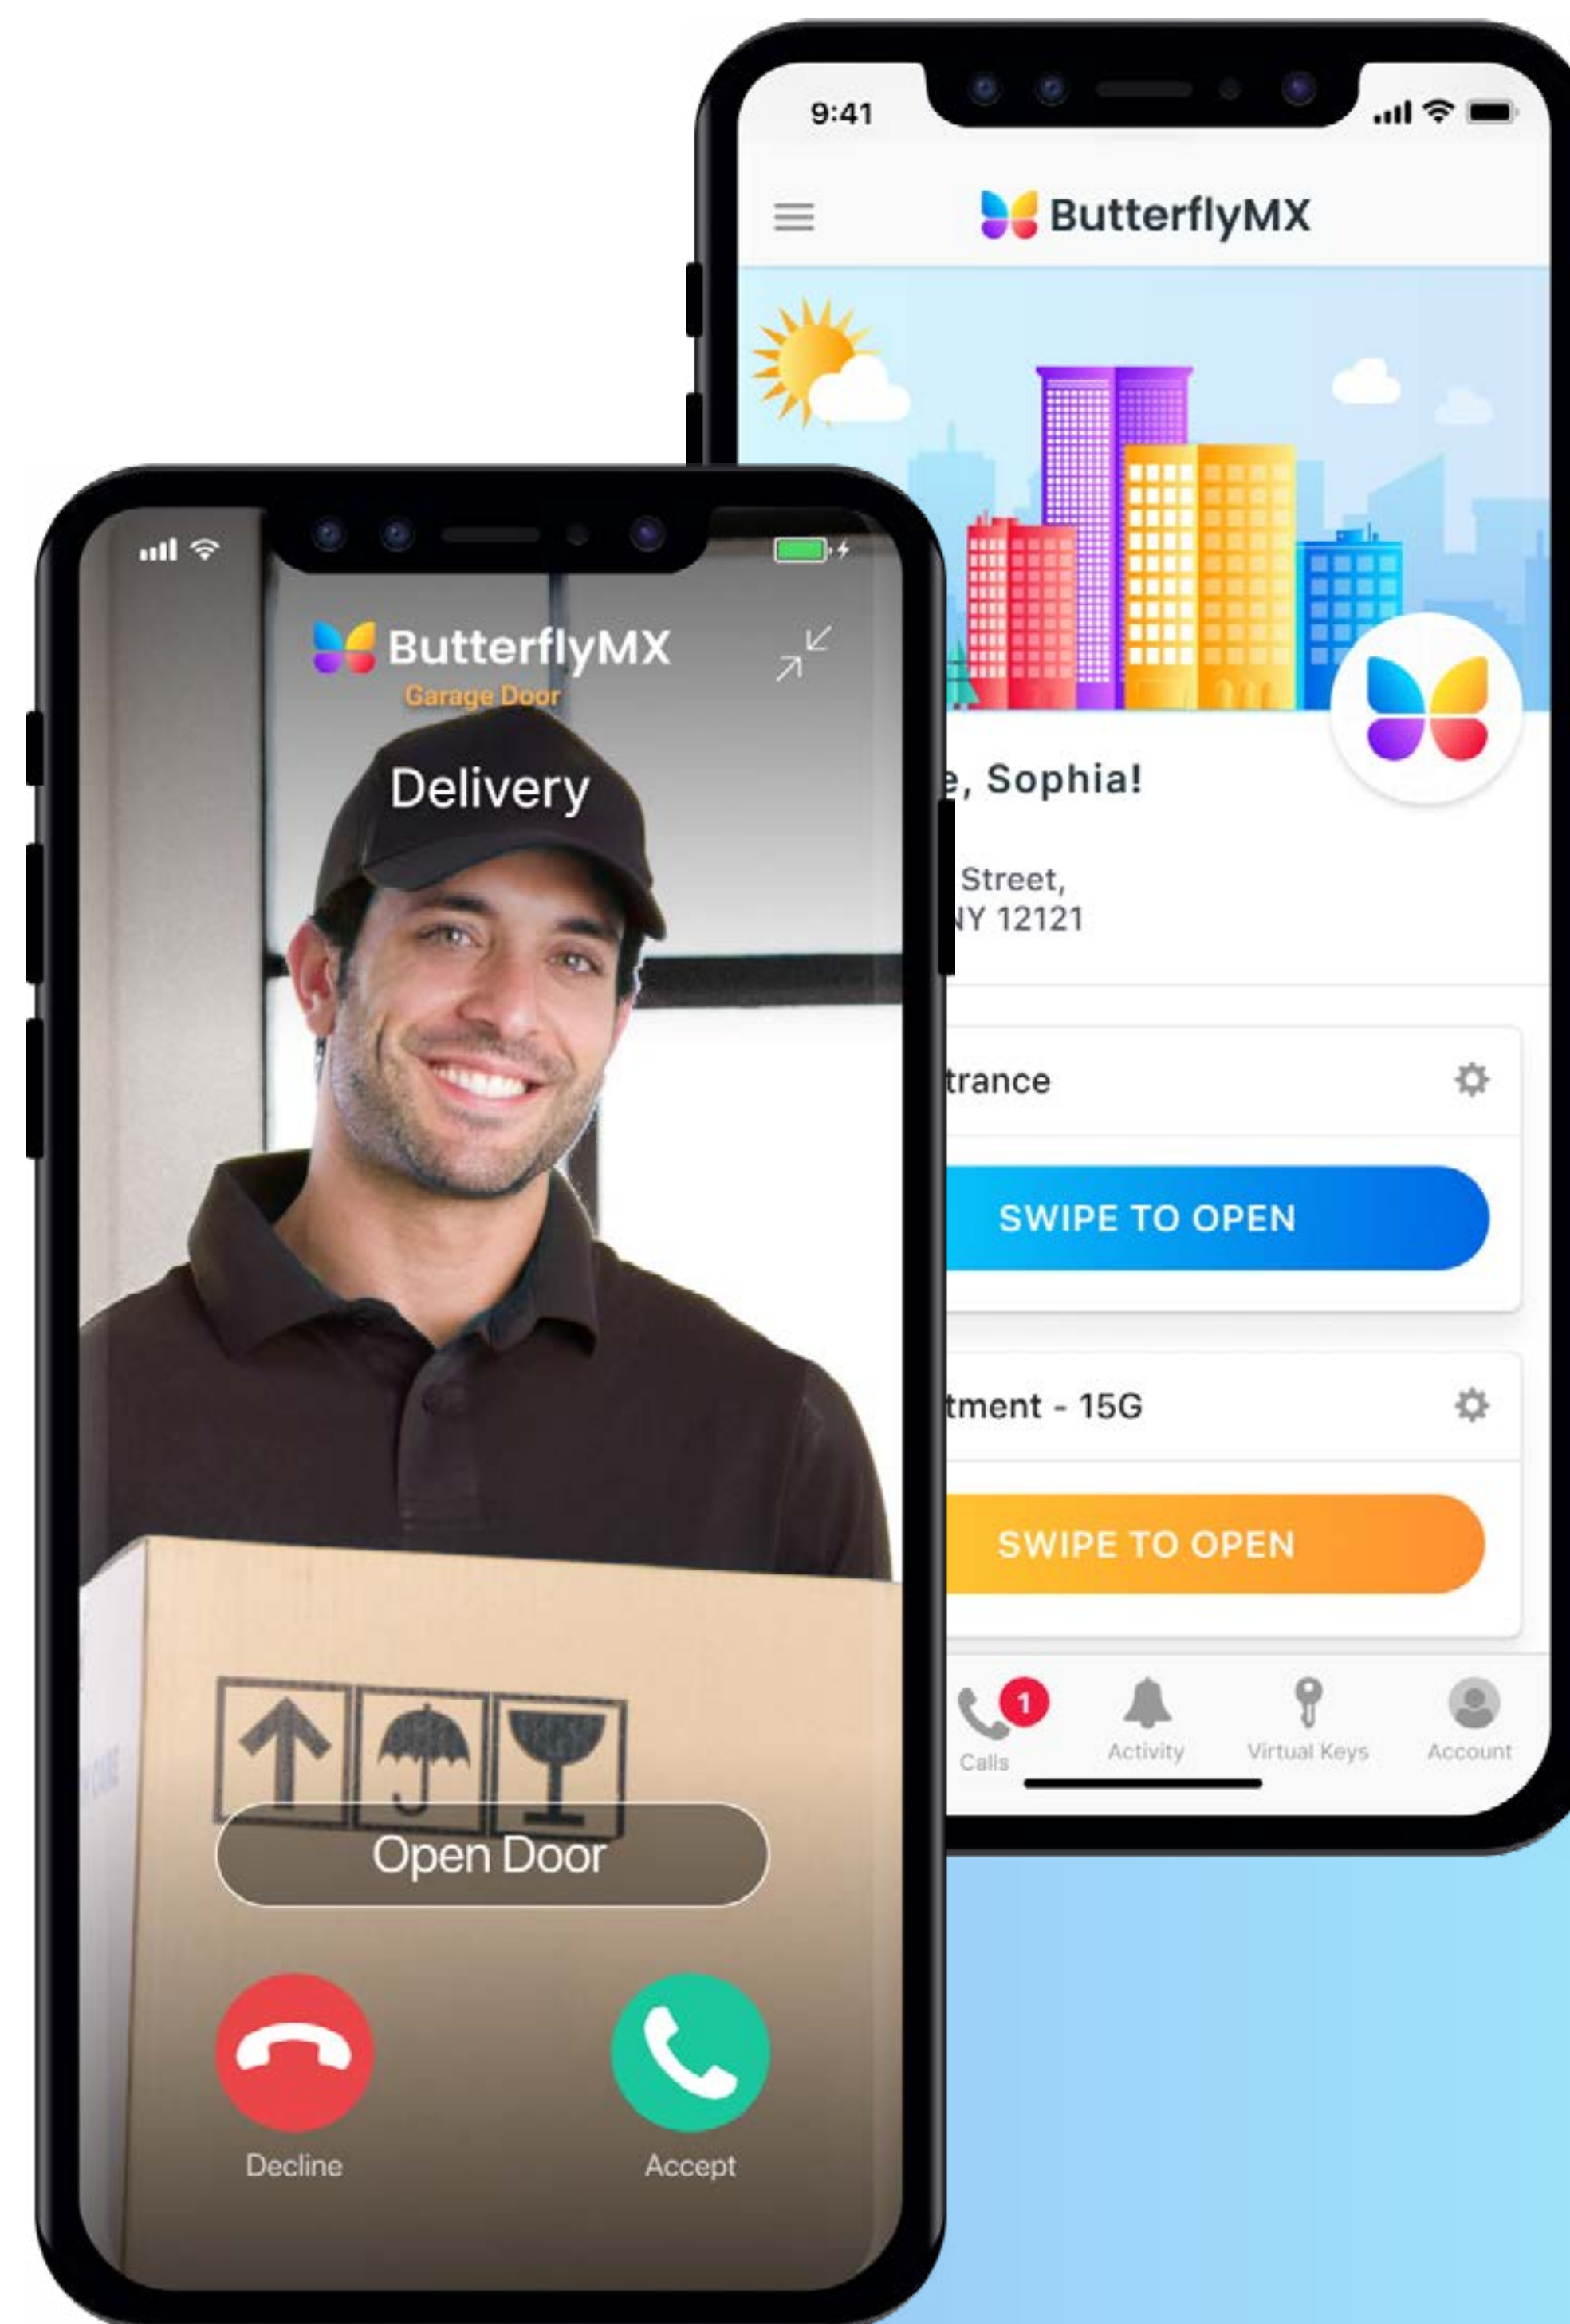 9:41
ButterflyMX
, Sophia!
Street,
NY 12121
trance
SWIPE TO OPEN
tment - 15G
SWIPE TO OPEN
1
Calls
Activity
Virtual Keys
Account
ButterflyMX
Garage Door
Delivery
Open Door
Decline
Accept